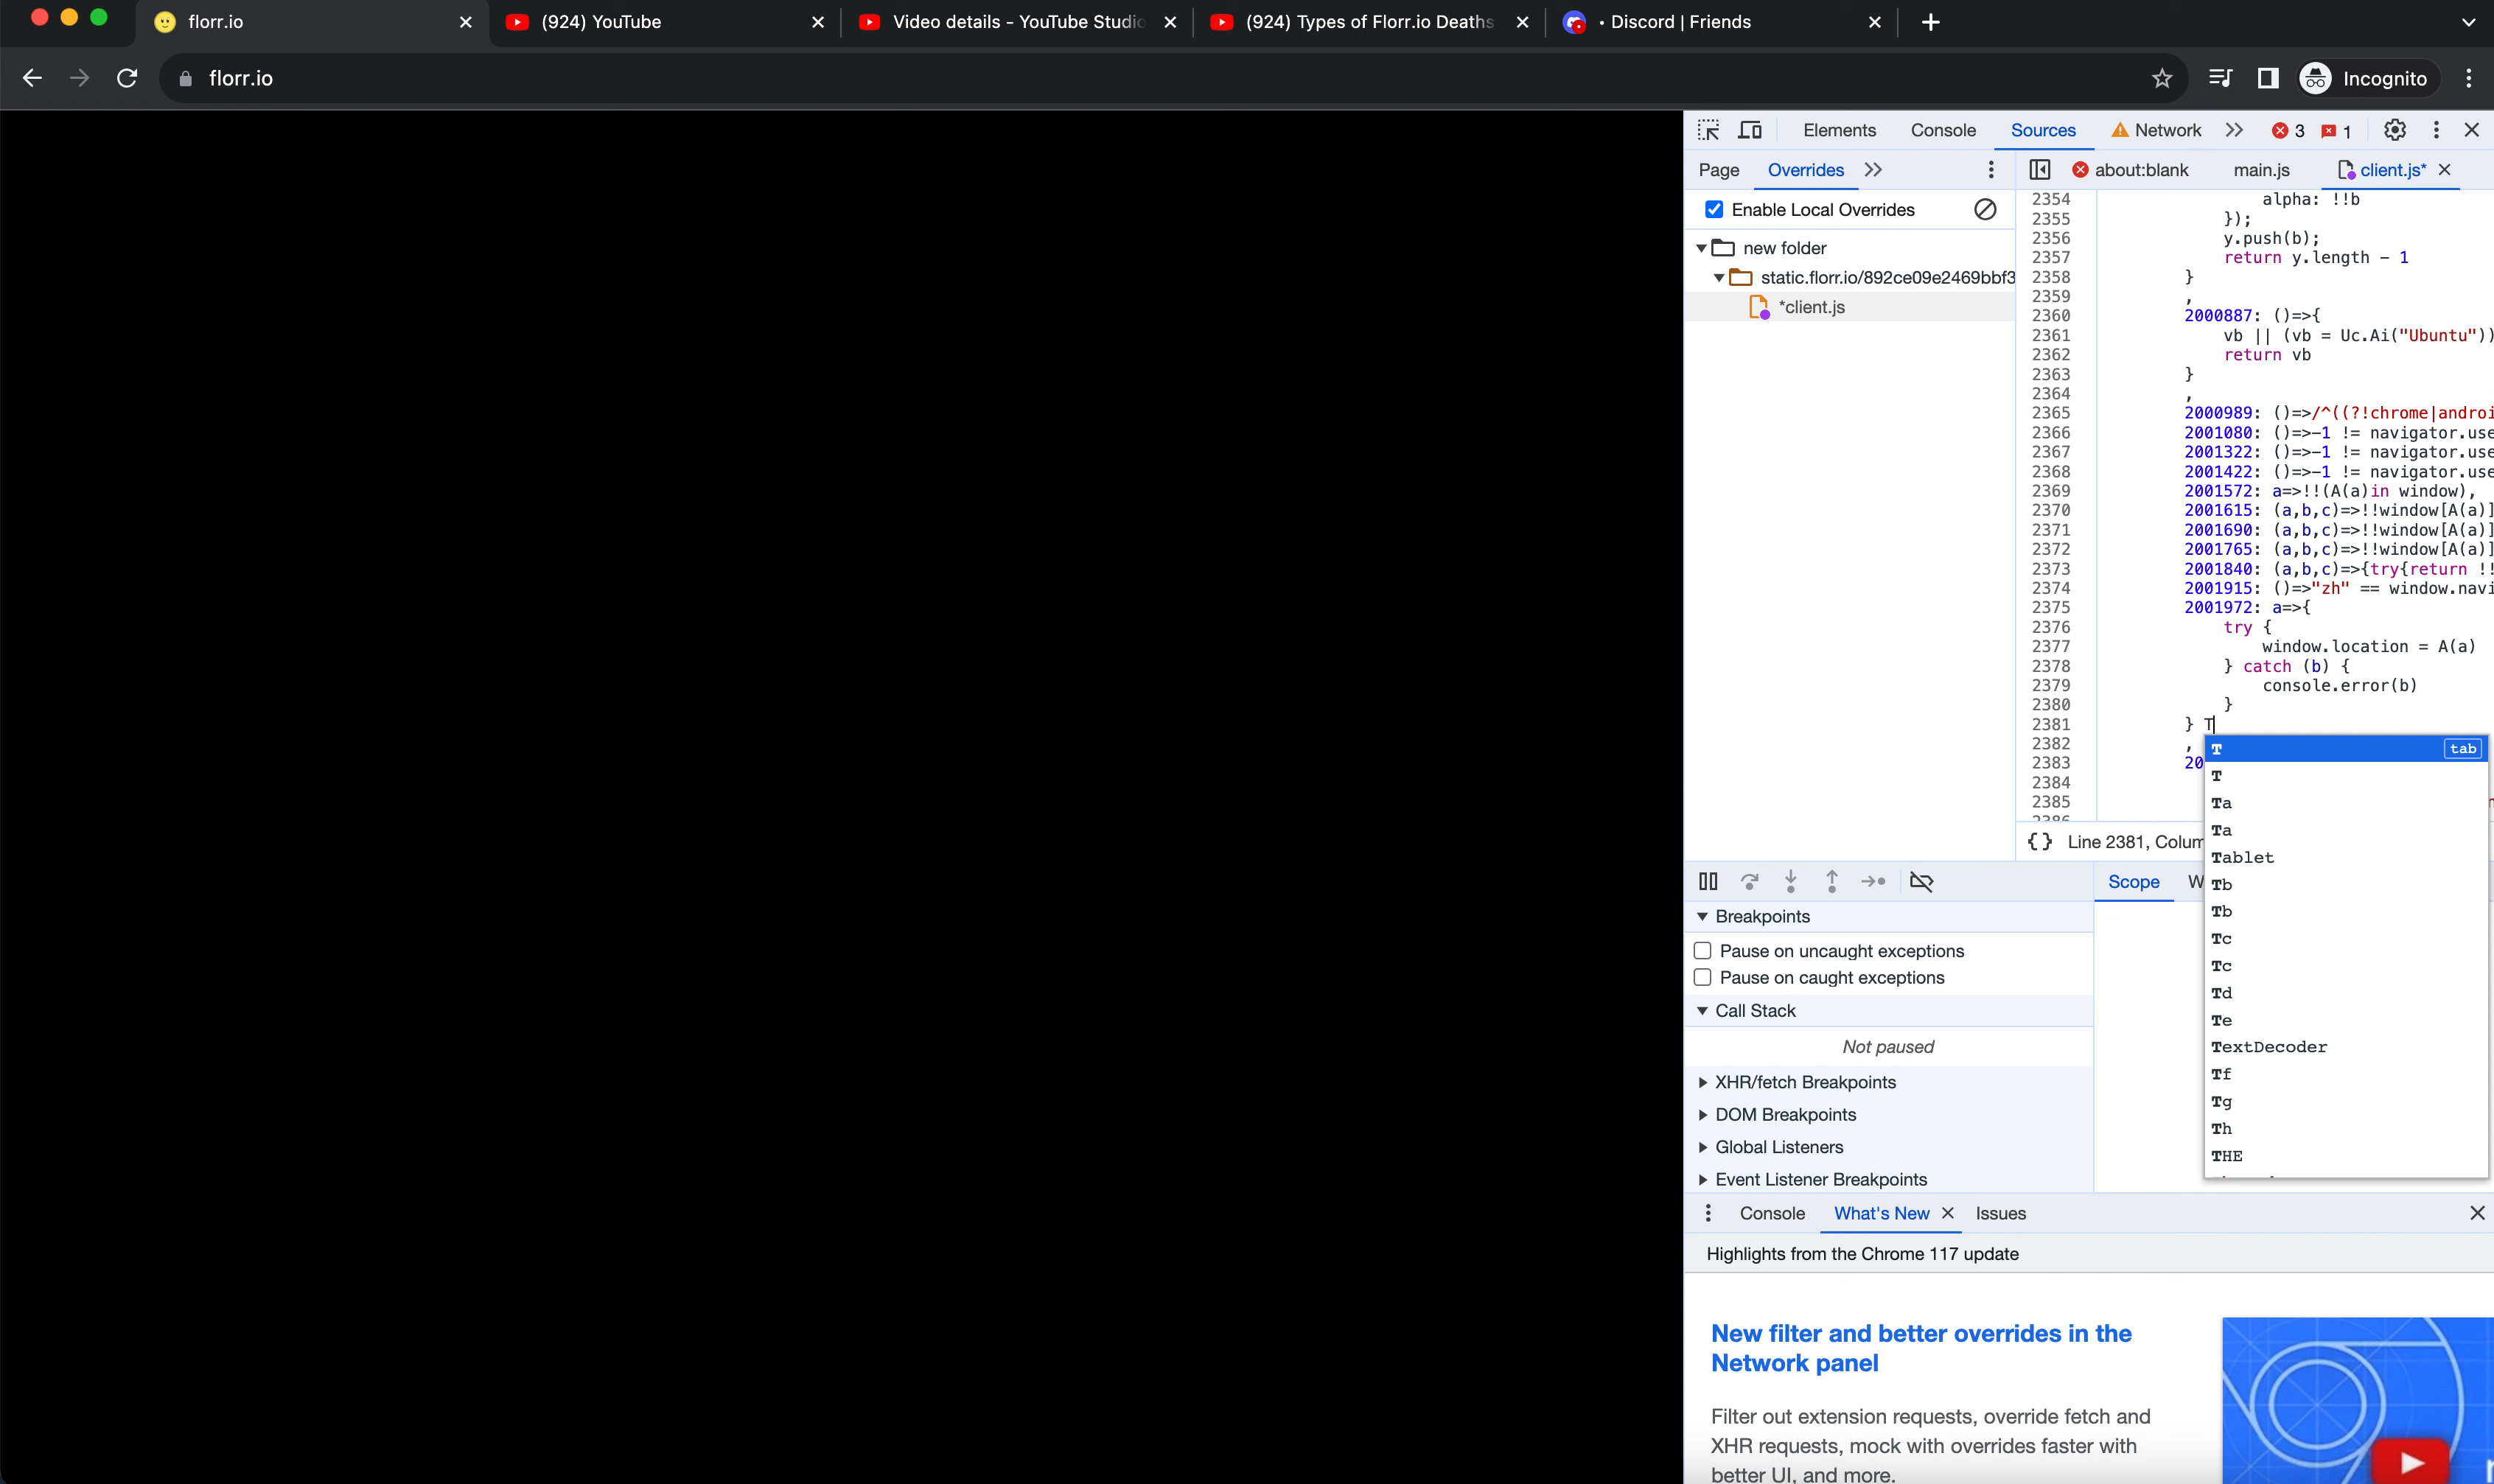 florr.io
(924) YouTube
Video details - YouTube Studio
(924) Types of Florr.io Deaths
• Discord | Friends
florr.io
Incognito
Elements
Console
Sources
Network
3
1
Page
Overrides
about:blank
main.js
client.js*
Enable Local Overrides
new folder
static.florr.io/892ce09e2469bbf3
*client.js
2354 alpha: !!b
2355 });
2356 y.push(b);
2357 return y.length - 1
2358 }
2359 ,
2360 2000887: ()=>{
2361 vb || (vb = Uc.Ai("Ubuntu"))
2362 return vb
2363 }
2364 ,
2365 2000989: ()=>/^((?!chrome|androi
2366 2001080: ()=>-1 != navigator.use
2367 2001322: ()=>-1 != navigator.use
2368 2001422: ()=>-1 != navigator.use
2369 2001572: a=>!!(A(a)in window),
2370 2001615: (a,b,c)=>!!window[A(a)]
2371 2001690: (a,b,c)=>!!window[A(a)]
2372 2001765: (a,b,c)=>!!window[A(a)]
2373 2001840: (a,b,c)=>{try{return !!
2374 2001915: ()=>"zh" == window.navi
2375 2001972: a=>{
2376 try {
2377 window.location = A(a)
2378 } catch (b) {
2379 console.error(b)
2380 }
2381 } T
2382 ,
2383 20
2384
2385
2386
{} Line 2381, Colum
T tab
T
Ta
Ta
Tablet
Tb
Tb
Tc
Tc
Td
Te
TextDecoder
Tf
Tg
Th
THE
Scope
W
Breakpoints
Pause on uncaught exceptions
Pause on caught exceptions
Call Stack
Not paused
XHR/fetch Breakpoints
DOM Breakpoints
Global Listeners
Event Listener Breakpoints
Console
What's New
Issues
Highlights from the Chrome 117 update
New filter and better overrides in the
Network panel
Filter out extension requests, override fetch and
XHR requests, mock with overrides faster with
better UI, and more.